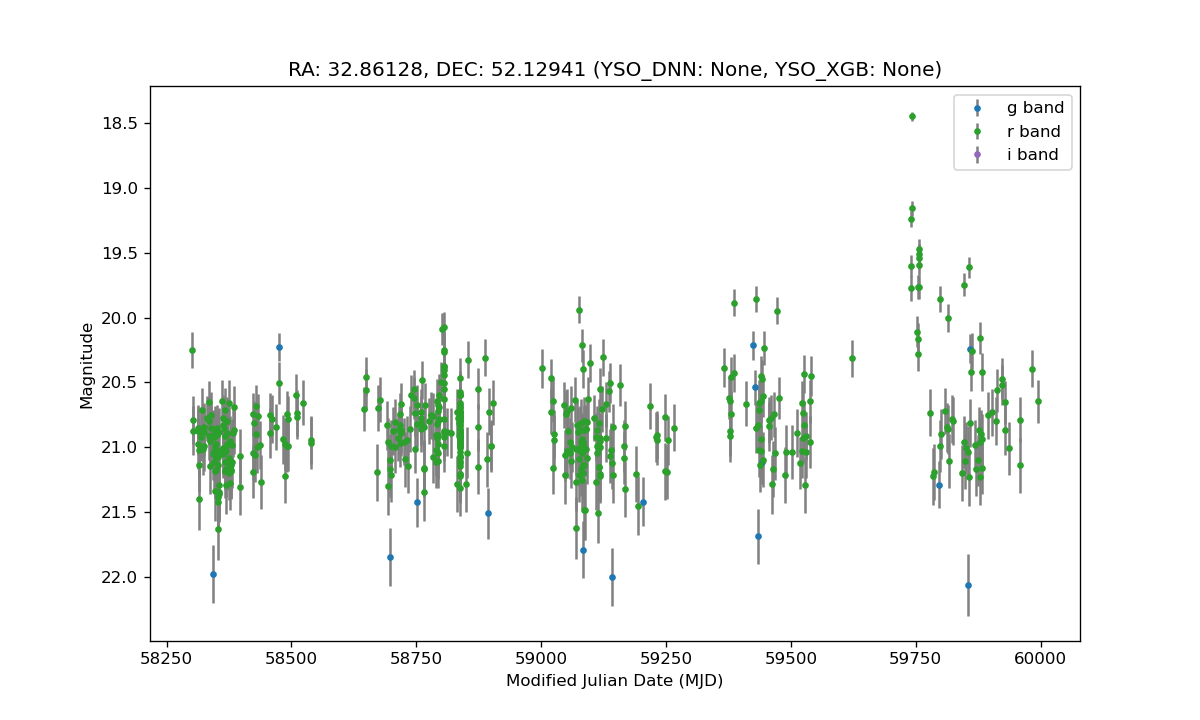 RA: 32.86128, DEC: 52.12941 (YSO_DNN: None, YSO_XGB: None)
g band
r band
i band
18.5
19.0
19.5
20.0
20.5
21.0
21.5
22.0
Magnitude
58250 58500 58750 59000 59250 59500 59750 60000
Modified Julian Date (MJD)